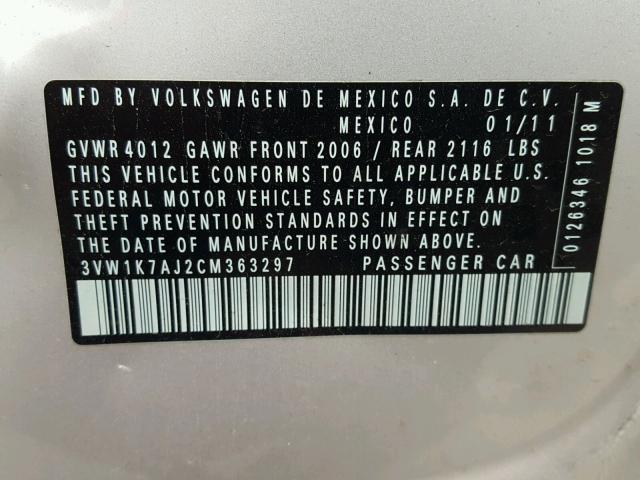 MFD BY VOLKSWAGEN DE MEXICO S.A. DE C.V.
MEXICO 01/11
GVWR 4012 GAWR FRONT 2006 / REAR 2116 LBS
THIS VEHICLE CONFORMS TO ALL APPLICABLE U.S.
FEDERAL MOTOR VEHICLE SAFETY, BUMPER AND
THEFT PREVENTION STANDARDS IN EFFECT ON
THE DATE OF MANUFACTURE SHOWN ABOVE.
3VW1K7AJ2CM363297 PASSENGER CAR
0126346 1018 M